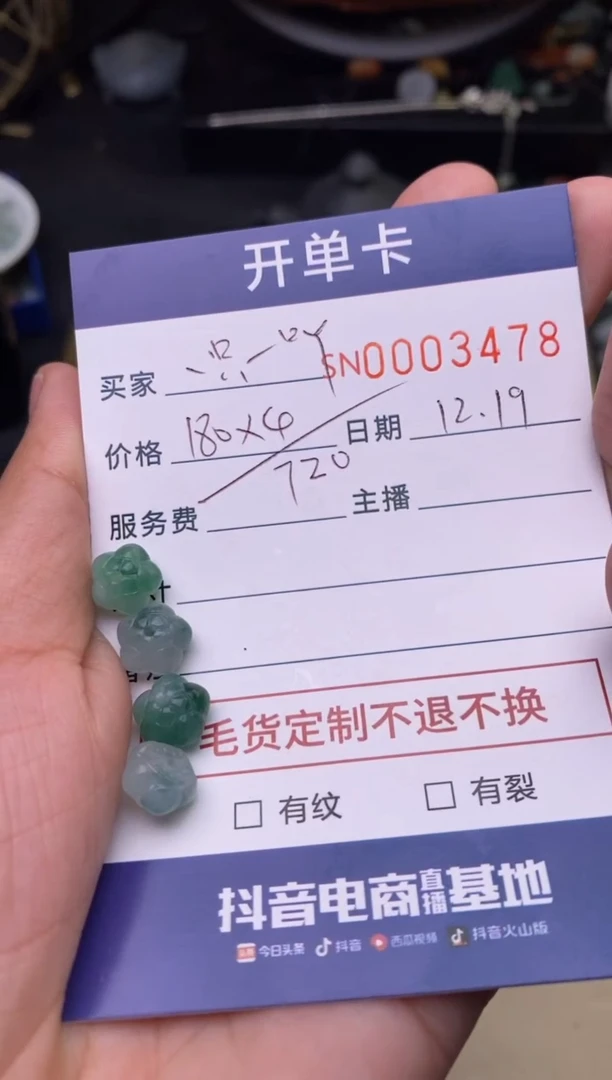 开单卡
买家 SN0003478
价格 180×4 日期 12.19
720
服务费 主播
计
毛货定制不退不换
□ 有纹 □ 有裂
抖音电商直播基地
今日头条 抖音 西瓜视频 抖音火山版